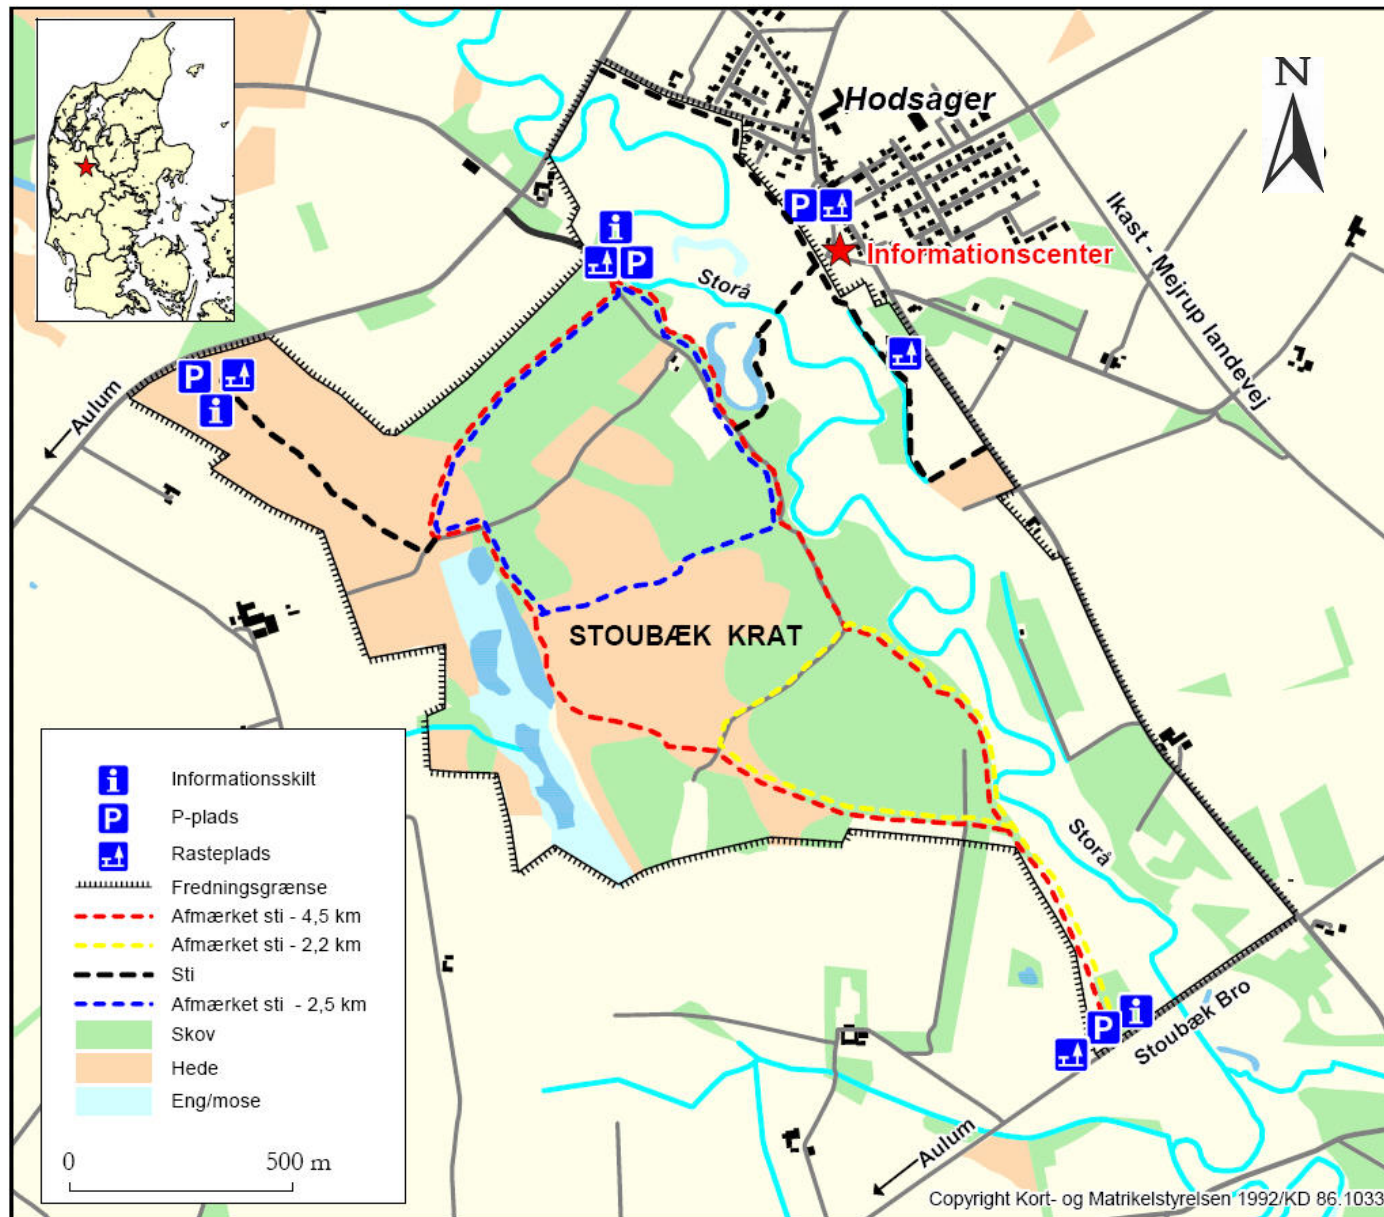 N
Hodsager
P
Ikast - Mejrup landevej
Informationscenter
i
P
Storå
P
i
Aulum
STOUBÆK KRAT
i Informationsskilt
P P-plads
Rasteplads
Fredningsgrænse
Afmærket sti - 4,5 km
Afmærket sti - 2,2 km
Sti
Afmærket sti - 2,5 km
Skov
Hede
Eng/mose
0 500 m
Storå
i
P
Stoubæk Bro
Aulum
Copyright Kort- og Matrikelstyrelsen 1992/KD 86.1033